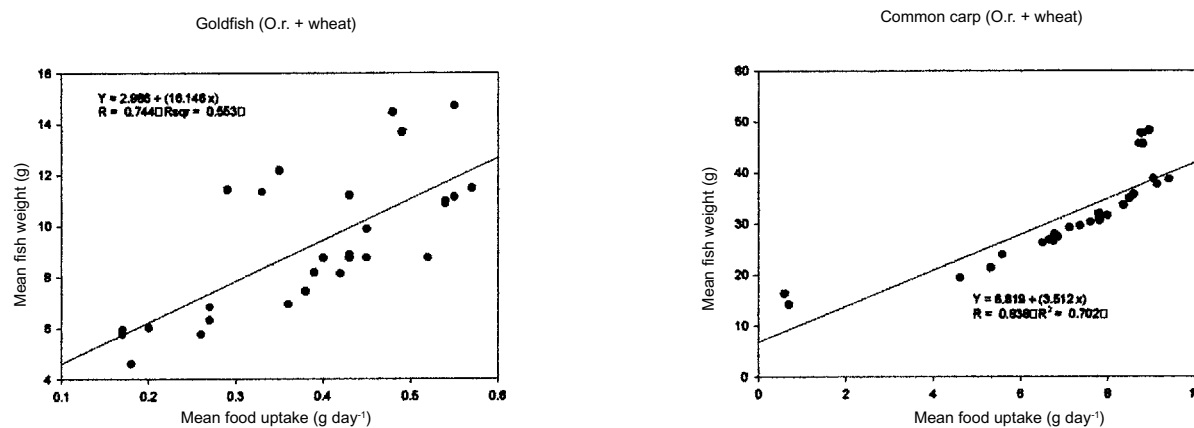 Goldfish (O.r. + wheat)
16
14
12
10
8
6
4
Y = 2.986 + (16.146 x)
R = 0.744□ Rsqr = 0.553□
0.1 0.2 0.3 0.4 0.5 0.6
Mean fish weight (g)
Mean food uptake (g day-1)
Common carp (O.r. + wheat)
60
50
40
30
20
10
0
Y = 6.819 + (3.512 x)
R = 0.838□ R² = 0.702□
0 2 4 6 8 10
Mean fish weight (g)
Mean food uptake (g day-1)